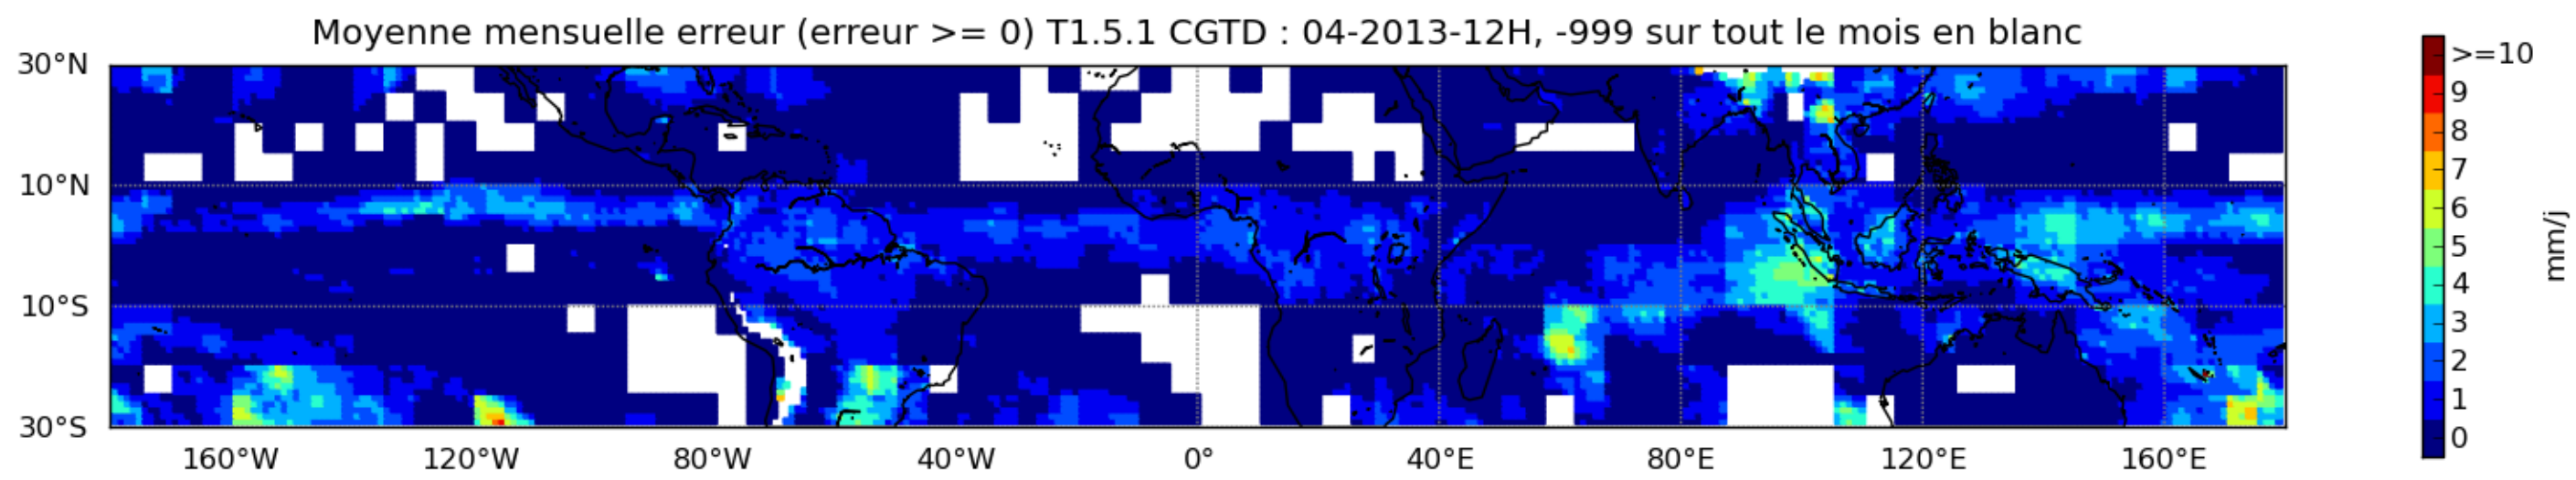 Moyenne mensuelle erreur (erreur >= 0) T1.5.1 CGTD : 04-2013-12H, -999 sur tout le mois en blanc
30°N
10°N
10°S
30°S
160°W 120°W 80°W 40°W 0° 40°E 80°E 120°E 160°E
>=10
9
8
7
6
5
4
3
2
1
0
mm/j